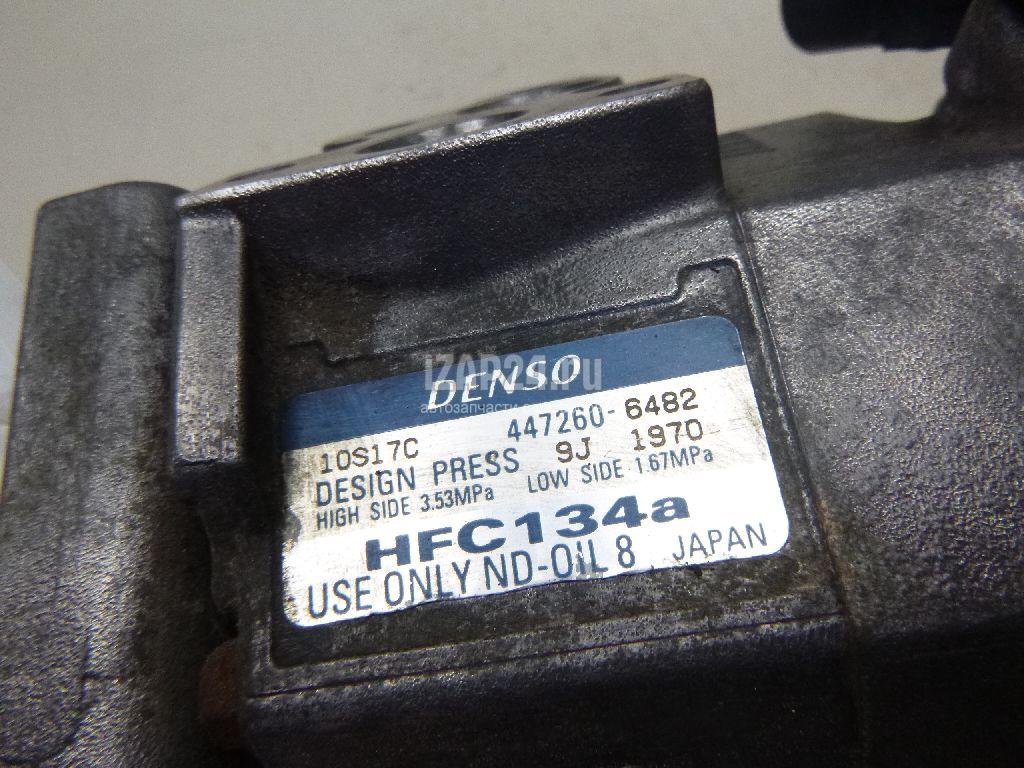 IZAP24.ru
DENSO
автозапчасти
10S17C 447260-6482
DESIGN PRESS 9J 1970
HIGH SIDE 3.53MPa LOW SIDE 1.67MPa
HFC134a
USE ONLY ND-OIL 8 JAPAN